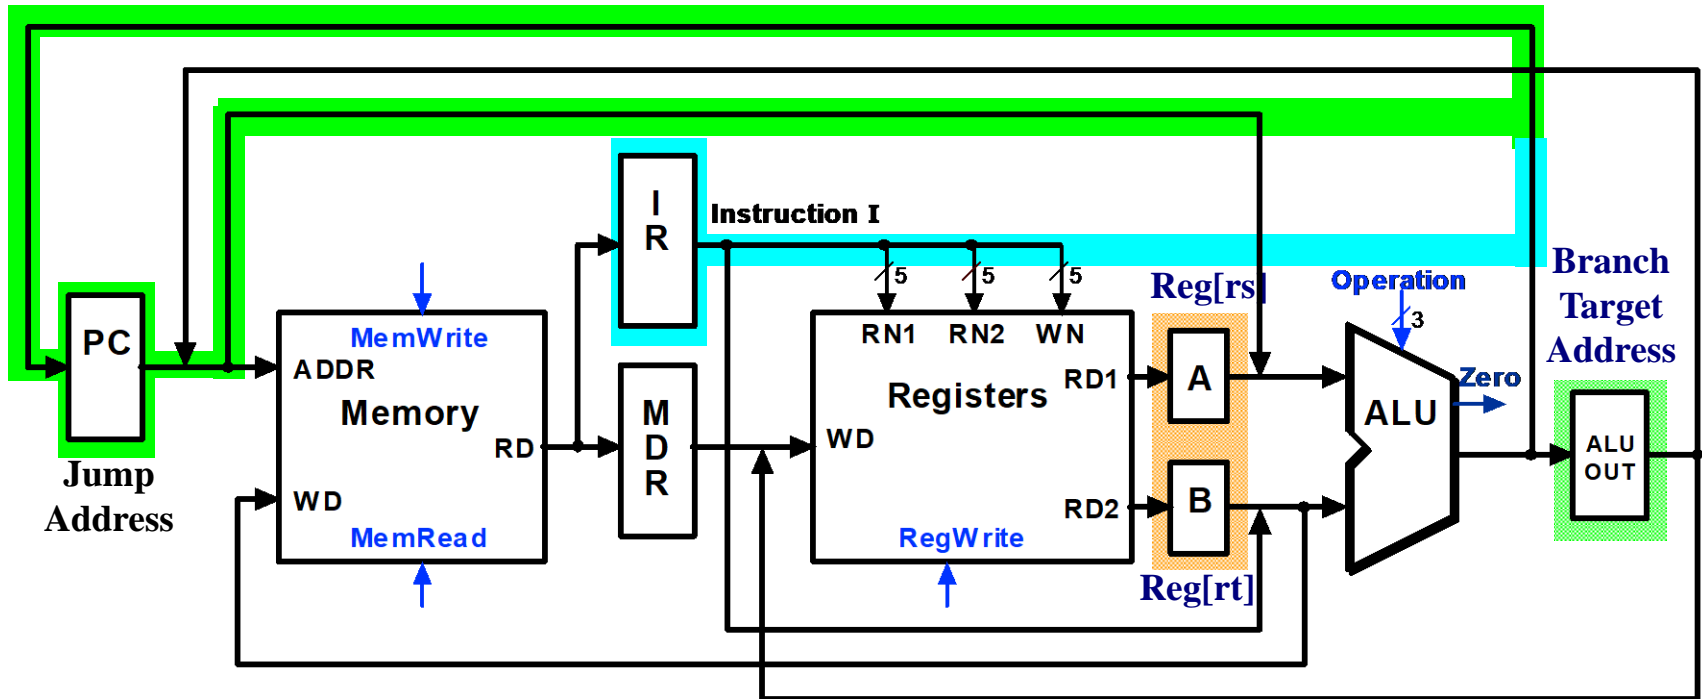 I
R
Instruction I
5
5
5
Branch
Target
Address
Reg[rs]
Operation
3
PC
MemWrite
ADDR
Memory
RD
WD
MemRead
Jump
Address
M
D
R
RN1 RN2 WN
RD1
Registers
WD
RD2
RegWrite
A
B
Reg[rt]
ALU
Zero
ALU
OUT